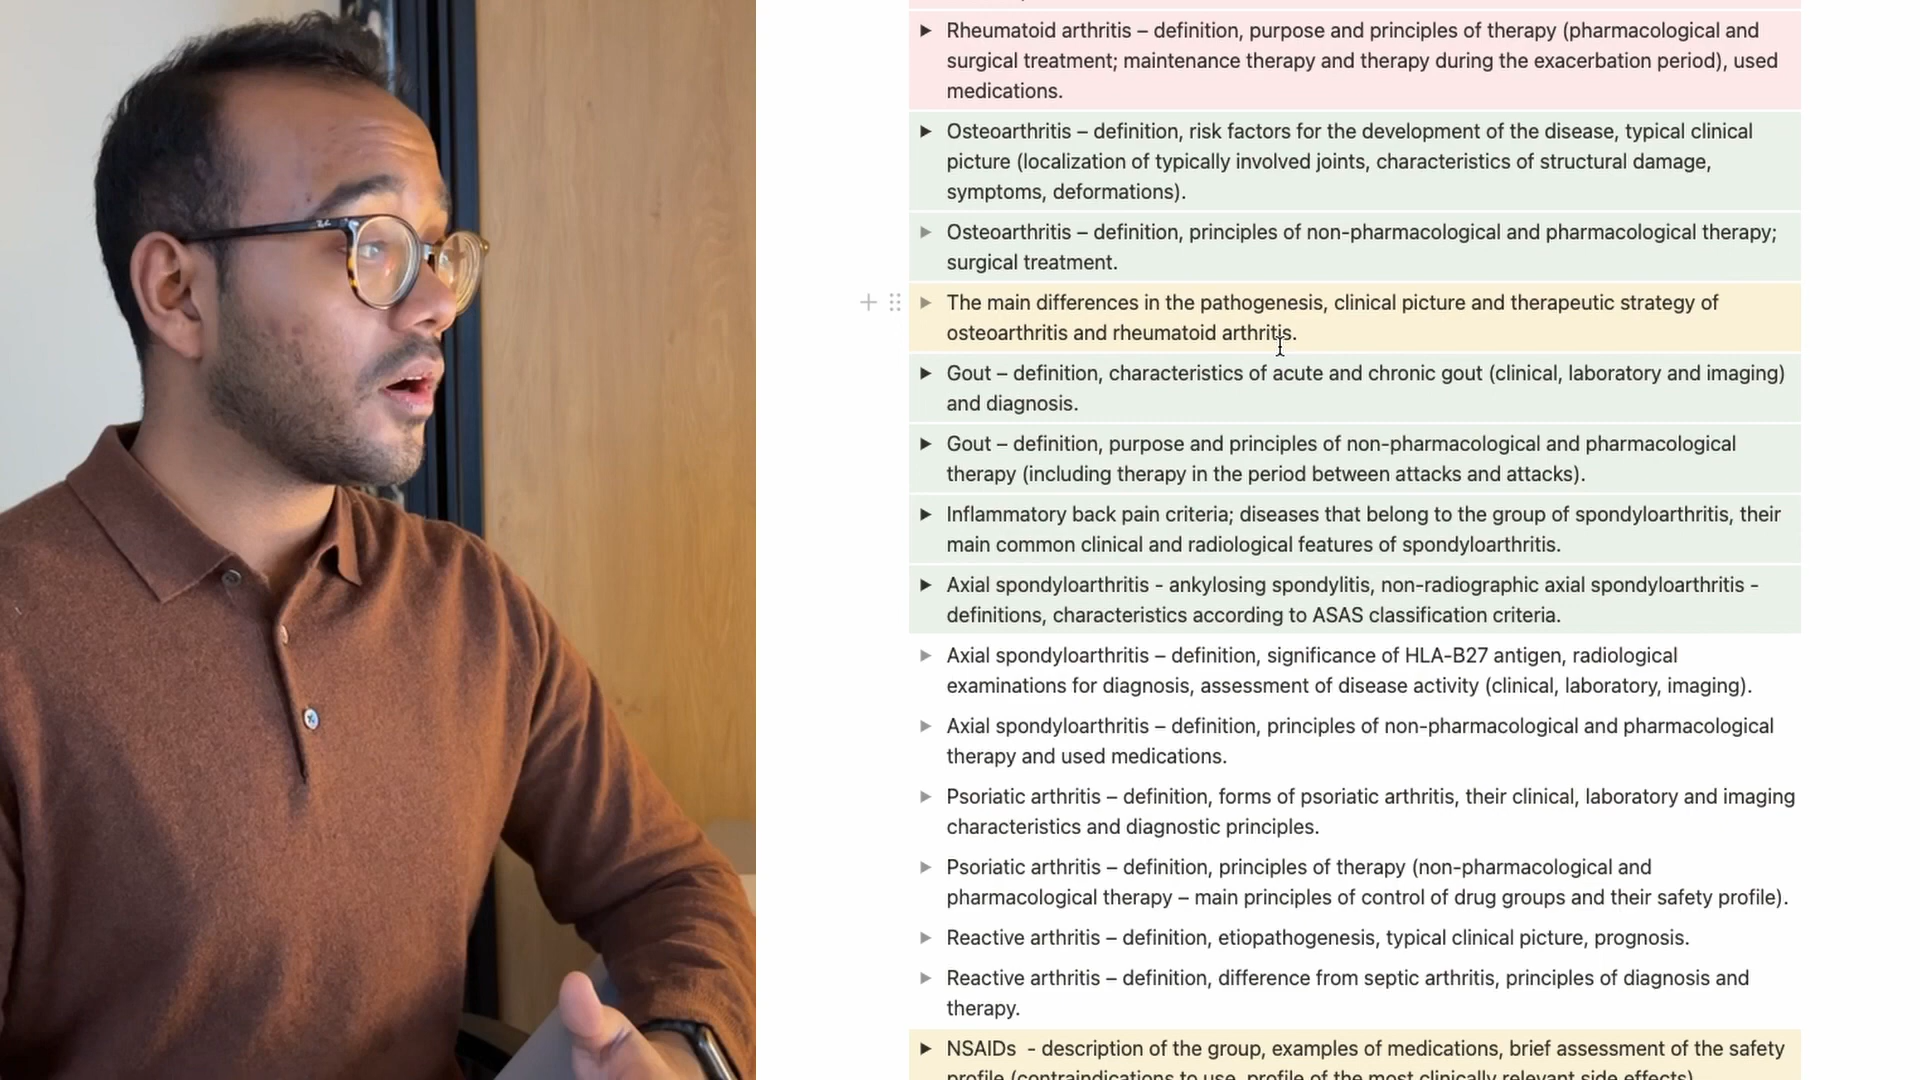 Rheumatoid arthritis – definition, purpose and principles of therapy (pharmacological and
surgical treatment; maintenance therapy and therapy during the exacerbation period), used
medications.
Osteoarthritis – definition, risk factors for the development of the disease, typical clinical
picture (localization of typically involved joints, characteristics of structural damage,
symptoms, deformations).
Osteoarthritis – definition, principles of non-pharmacological and pharmacological therapy;
surgical treatment.
The main differences in the pathogenesis, clinical picture and therapeutic strategy of
osteoarthritis and rheumatoid arthritis.
Gout – definition, characteristics of acute and chronic gout (clinical, laboratory and imaging)
and diagnosis.
Gout – definition, purpose and principles of non-pharmacological and pharmacological
therapy (including therapy in the period between attacks and attacks).
Inflammatory back pain criteria; diseases that belong to the group of spondyloarthritis, their
main common clinical and radiological features of spondyloarthritis.
Axial spondyloarthritis - ankylosing spondylitis, non-radiographic axial spondyloarthritis -
definitions, characteristics according to ASAS classification criteria.
Axial spondyloarthritis – definition, significance of HLA-B27 antigen, radiological
examinations for diagnosis, assessment of disease activity (clinical, laboratory, imaging).
Axial spondyloarthritis – definition, principles of non-pharmacological and pharmacological
therapy and used medications.
Psoriatic arthritis – definition, forms of psoriatic arthritis, their clinical, laboratory and imaging
characteristics and diagnostic principles.
Psoriatic arthritis – definition, principles of therapy (non-pharmacological and
pharmacological therapy – main principles of control of drug groups and their safety profile).
Reactive arthritis – definition, etiopathogenesis, typical clinical picture, prognosis.
Reactive arthritis – definition, difference from septic arthritis, principles of diagnosis and
therapy.
NSAIDs - description of the group, examples of medications, brief assessment of the safety
profile (contraindications to use, profile of the most clinically relevant side effects)